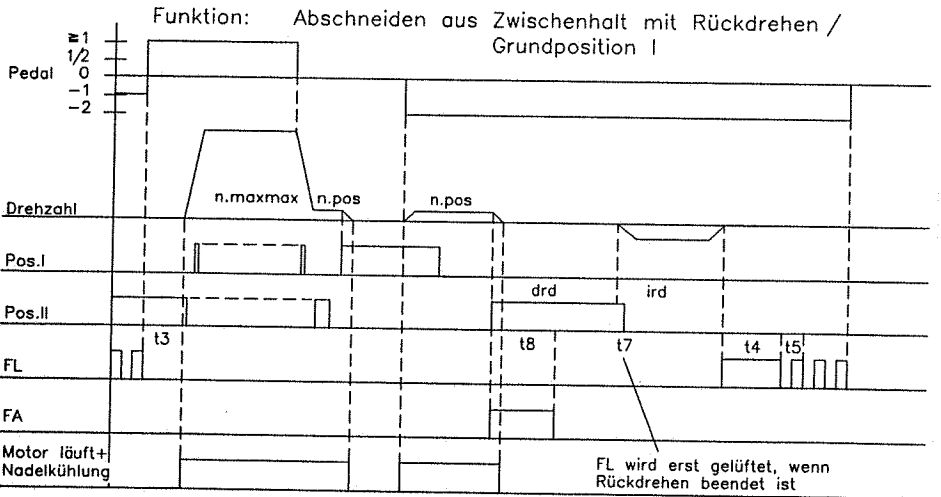 Funktion: Abschneiden aus Zwischenhalt mit Rückdrehen /
Grundposition I
≥1
1/2
Pedal 0
−1
−2
n.maxmax n.pos n.pos
Drehzahl
Pos.I
drd ird
Pos.II
t3 t8 t7 t4 t5
FL
FA
Motor läuft+
Nadelkühlung
FL wird erst gelüftet, wenn
Rückdrehen beendet ist